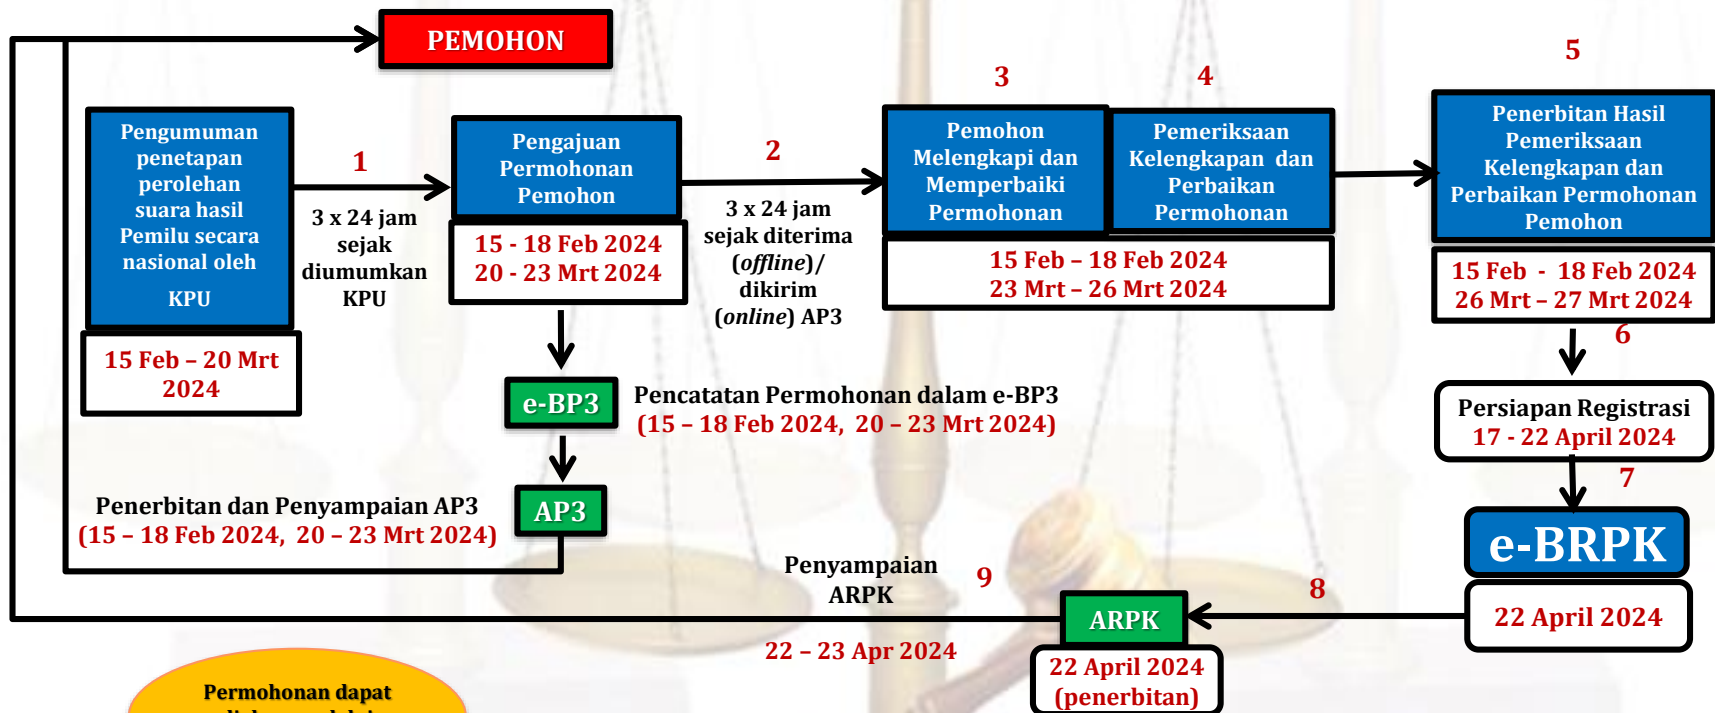 PEMOHON
Pengumuman
penetapan
perolehan
suara hasil
Pemilu secara
nasional oleh
KPU
15 Feb – 20 Mrt
2024
1
3 x 24 jam
sejak
diumumkan
KPU
Pengajuan
Permohonan
Pemohon
15 - 18 Feb 2024
20 - 23 Mrt 2024
2
3 x 24 jam
sejak diterima
(offline)/
dikirim
(online) AP3
3
Pemohon
Melengkapi dan
Memperbaiki
Permohonan
4
Pemeriksaan
Kelengkapan dan
Perbaikan
Permohonan
15 Feb – 18 Feb 2024
23 Mrt – 26 Mrt 2024
5
Penerbitan Hasil
Pemeriksaan
Kelengkapan dan
Perbaikan Permohonan
Pemohon
15 Feb - 18 Feb 2024
26 Mrt – 27 Mrt 2024
6
e-BP3
Pencatatan Permohonan dalam e-BP3
(15 – 18 Feb 2024, 20 – 23 Mrt 2024)
Persiapan Registrasi
17 - 22 April 2024
7
Penerbitan dan Penyampaian AP3
(15 – 18 Feb 2024, 20 – 23 Mrt 2024)
AP3
e-BRPK
22 April 2024
8
ARPK
22 April 2024
(penerbitan)
9
Penyampaian
ARPK
22 – 23 Apr 2024
Permohonan dapat